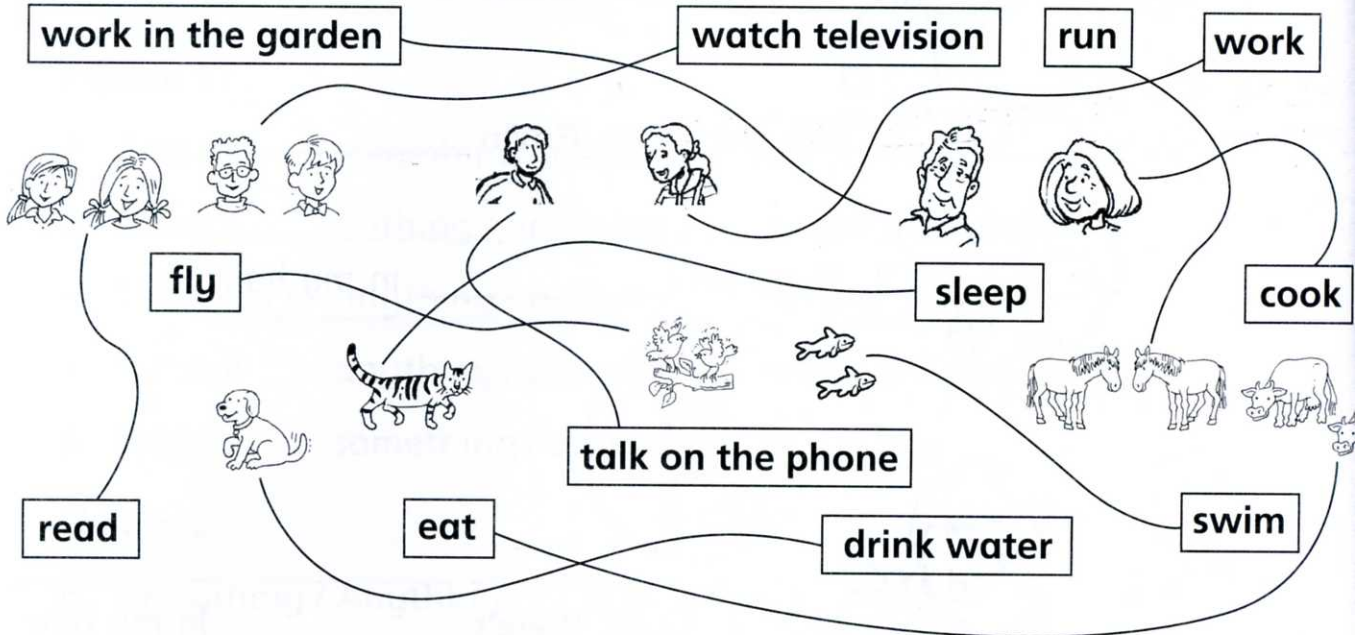 work in the garden
watch television
run
work
fly
sleep
cook
talk on the phone
read
eat
drink water
swim